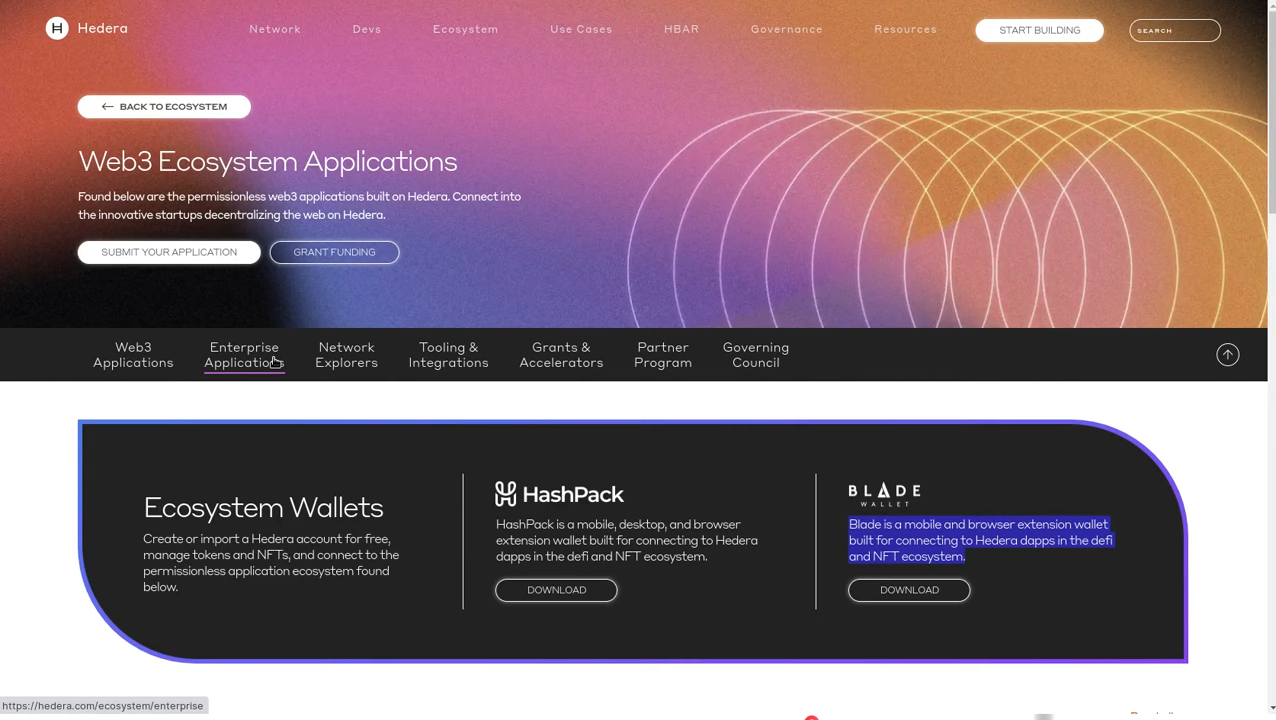 H Hedera
Network
Devs
Ecosystem
Use Cases
HBAR
Governance
Resources
START BUILDING
SEARCH
BACK TO ECOSYSTEM
Web3 Ecosystem Applications
Found below are the permissionless web3 applications built on Hedera. Connect into
the innovative startups decentralizing the web on Hedera.
SUBMIT YOUR APPLICATION
GRANT FUNDING
Web3
Applications
Enterprise
Applications
Network
Explorers
Tooling &
Integrations
Grants &
Accelerators
Partner
Program
Governing
Council
Ecosystem Wallets
Create or import a Hedera account for free,
manage tokens and NFTs, and connect to the
permissionless application ecosystem found
below.
HashPack
HashPack is a mobile, desktop, and browser
extension wallet built for connecting to Hedera
dapps in the defi and NFT ecosystem.
DOWNLOAD
BLADE
WALLET
Blade is a mobile and browser extension wallet
built for connecting to Hedera dapps in the defi
and NFT ecosystem.
DOWNLOAD
https://hedera.com/ecosystem/enterprise